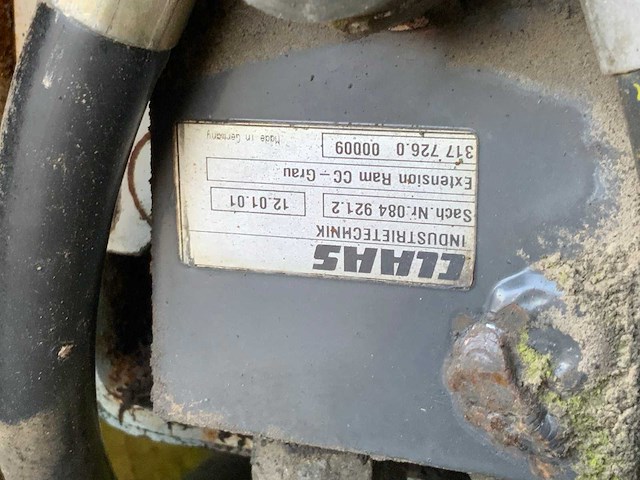 CLAAS
INDUSTRIETECHNIK
Sach.Nr.084 921.2 12.01.01
Extension Ram CC-Grau
317 726.0 00009 Made in Germany